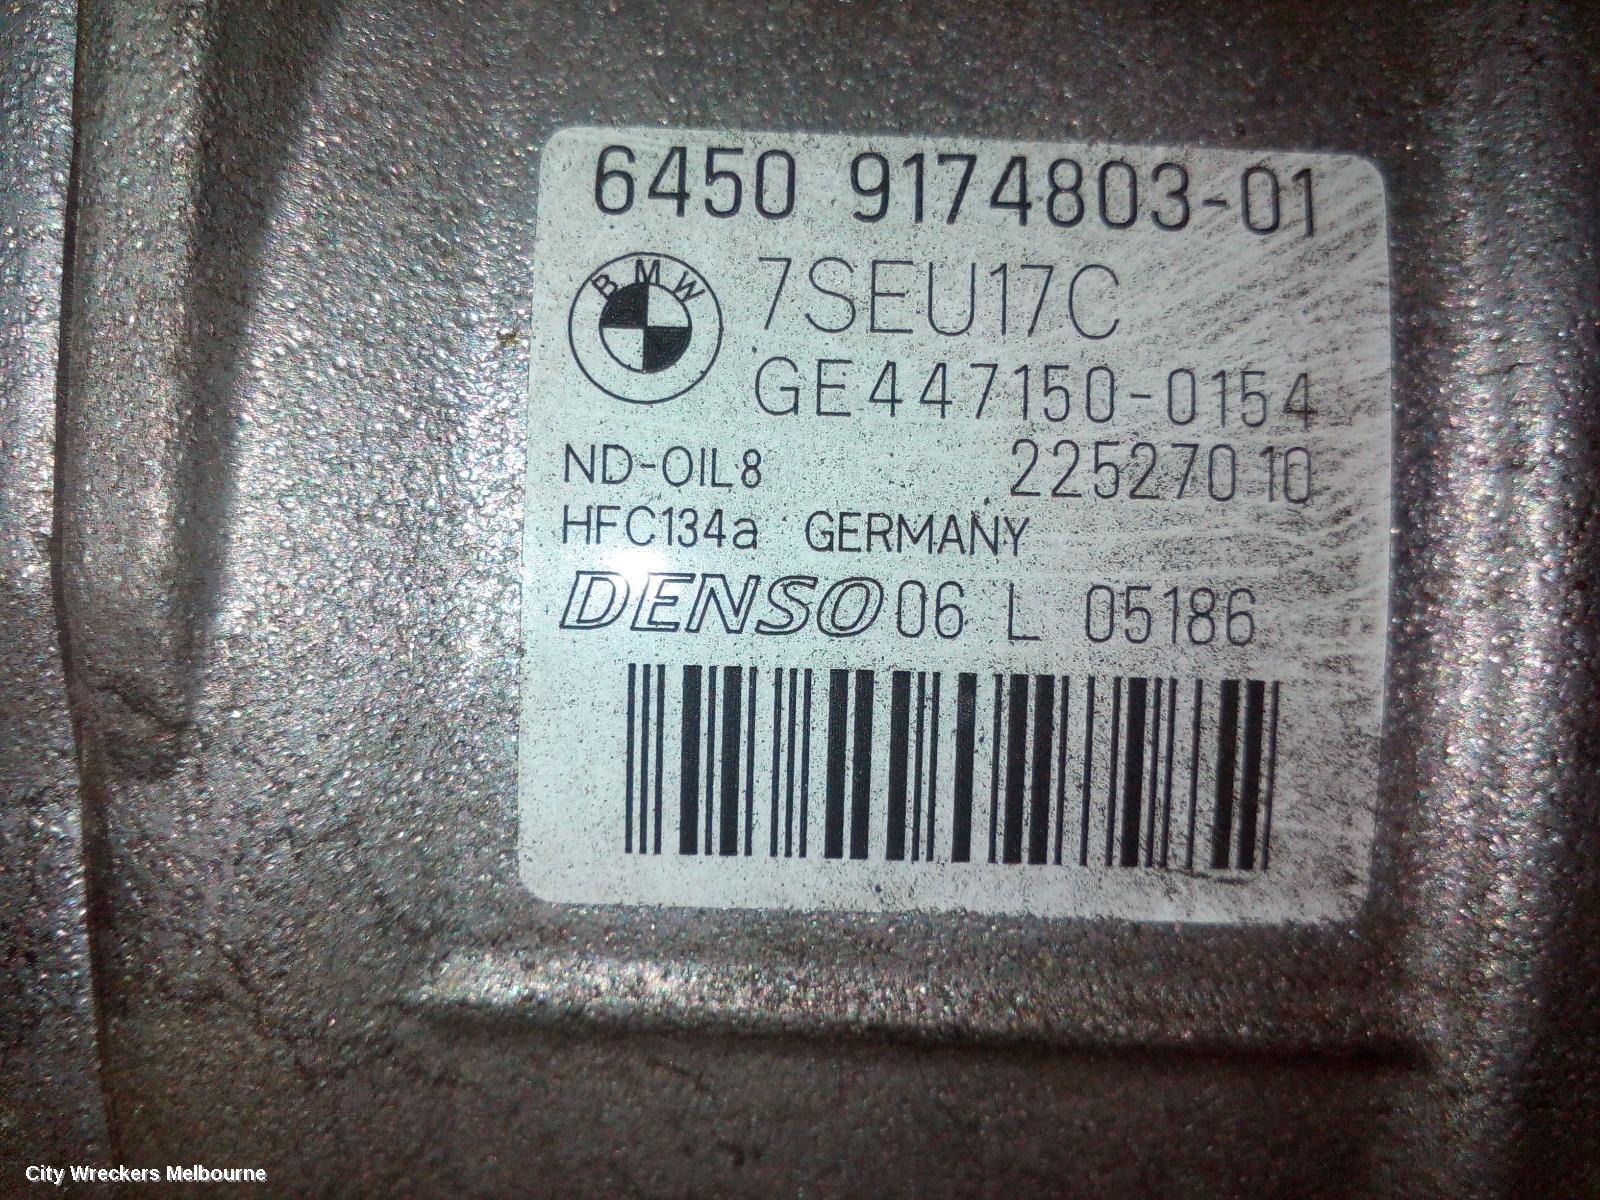 6450 9174803-01
BMW
7SEU17C
GE447150-0154
ND-OIL8 22527010
HFC134a GERMANY
DENSO 06 L 05186
City Wreckers Melbourne